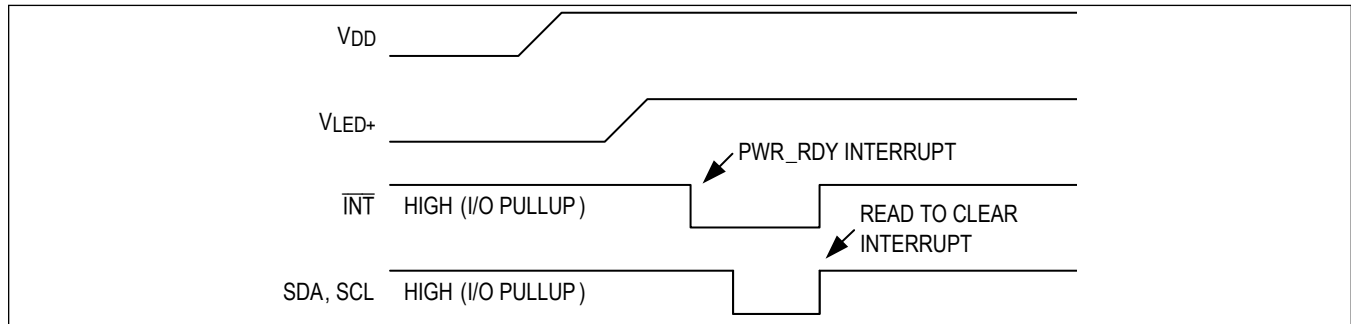 VDD
VLED+
PWR_RDY INTERRUPT
INT HIGH (I/O PULLUP)
READ TO CLEAR
INTERRUPT
SDA, SCL HIGH (I/O PULLUP)